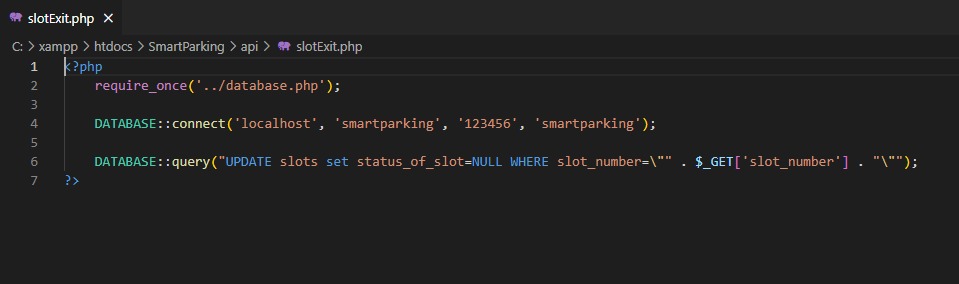 slotExit.php
C: > xampp > htdocs > SmartParking > api > slotExit.php
1 <?php
2 require_once('../database.php');
3
4 DATABASE::connect('localhost', 'smartparking', '123456', 'smartparking');
5
6 DATABASE::query("UPDATE slots set status_of_slot=NULL WHERE slot_number=\"" . $_GET['slot_number'] . "\"");
7 ?>